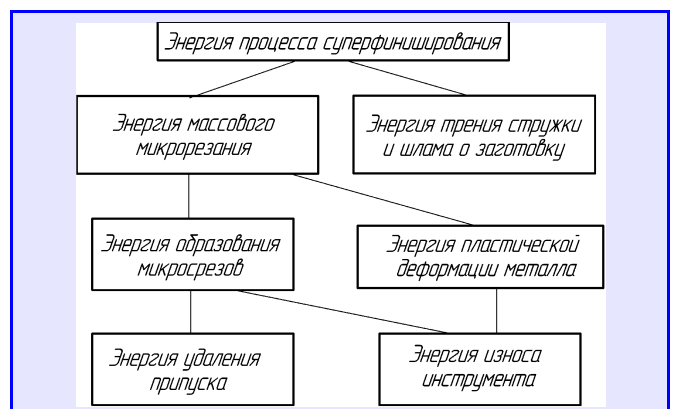 Энергия процесса суперфиниширования
Энергия массового
микрорезания
Энергия трения стружки
и шлама о заготовку
Энергия образования
микросрезов
Энергия пластической
деформации металла
Энергия удаления
припуска
Энергия износа
инструмента